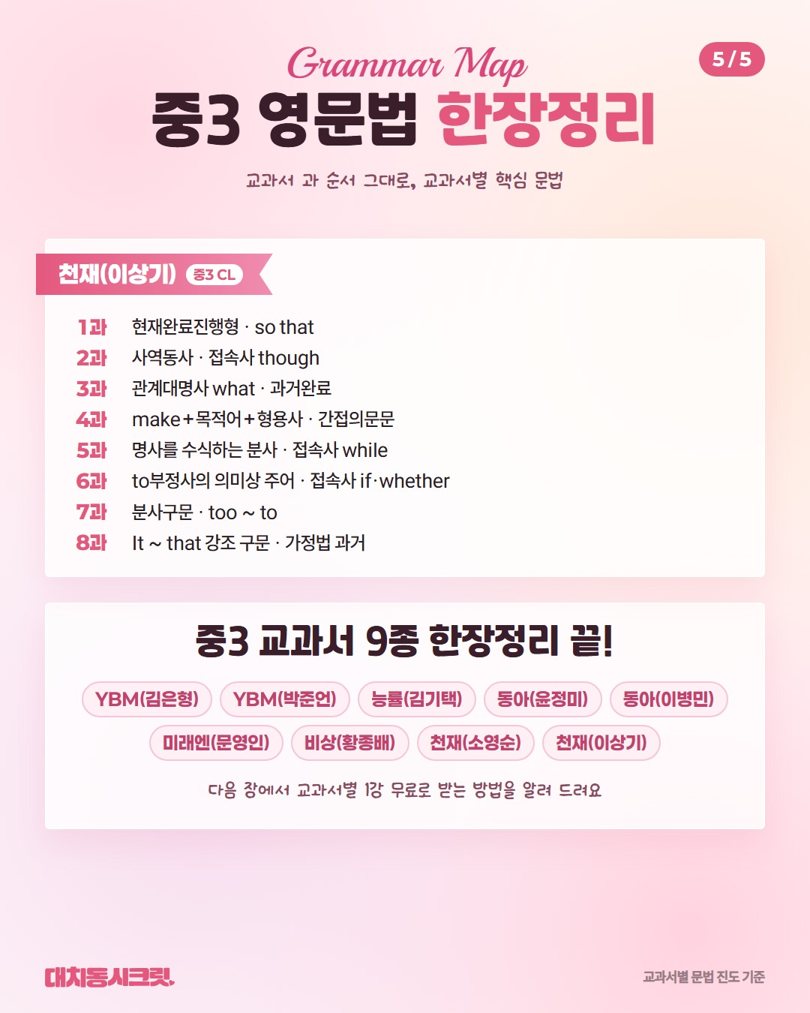 Grammar Map
5/5
중3 영문법 한장정리
교과서 과 순서 그대로, 교과서별 핵심 문법
천재(이상기) 중3 CL
1과 현재완료진행형 · so that
2과 사역동사 · 접속사 though
3과 관계대명사 what · 과거완료
4과 make+목적어+형용사 · 간접의문문
5과 명사를 수식하는 분사 · 접속사 while
6과 to부정사의 의미상 주어 · 접속사 if·whether
7과 분사구문 · too ~ to
8과 It ~ that 강조 구문 · 가정법 과거
중3 교과서 9종 한장정리 끝!
YBM(김은형) YBM(박준언) 능률(김기택) 동아(윤정미) 동아(이병민)
미래엔(문영인) 비상(황종배) 천재(소영순) 천재(이상기)
다음 장에서 교과서별 1강 무료로 받는 방법을 알려 드려요
대치동시크릿
교과서별 문법 진도 기준